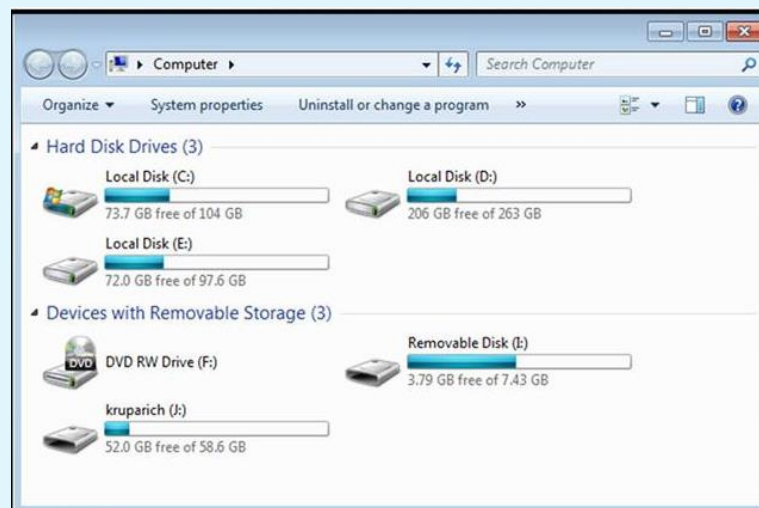 Computer
Search Computer
Organize
System properties
Uninstall or change a program
»
Hard Disk Drives (3)
Local Disk (C:)
73.7 GB free of 104 GB
Local Disk (D:)
206 GB free of 263 GB
Local Disk (E:)
72.0 GB free of 97.6 GB
Devices with Removable Storage (3)
DVD
DVD RW Drive (F:)
Removable Disk (I:)
3.79 GB free of 7.43 GB
kruparich (J:)
52.0 GB free of 58.6 GB